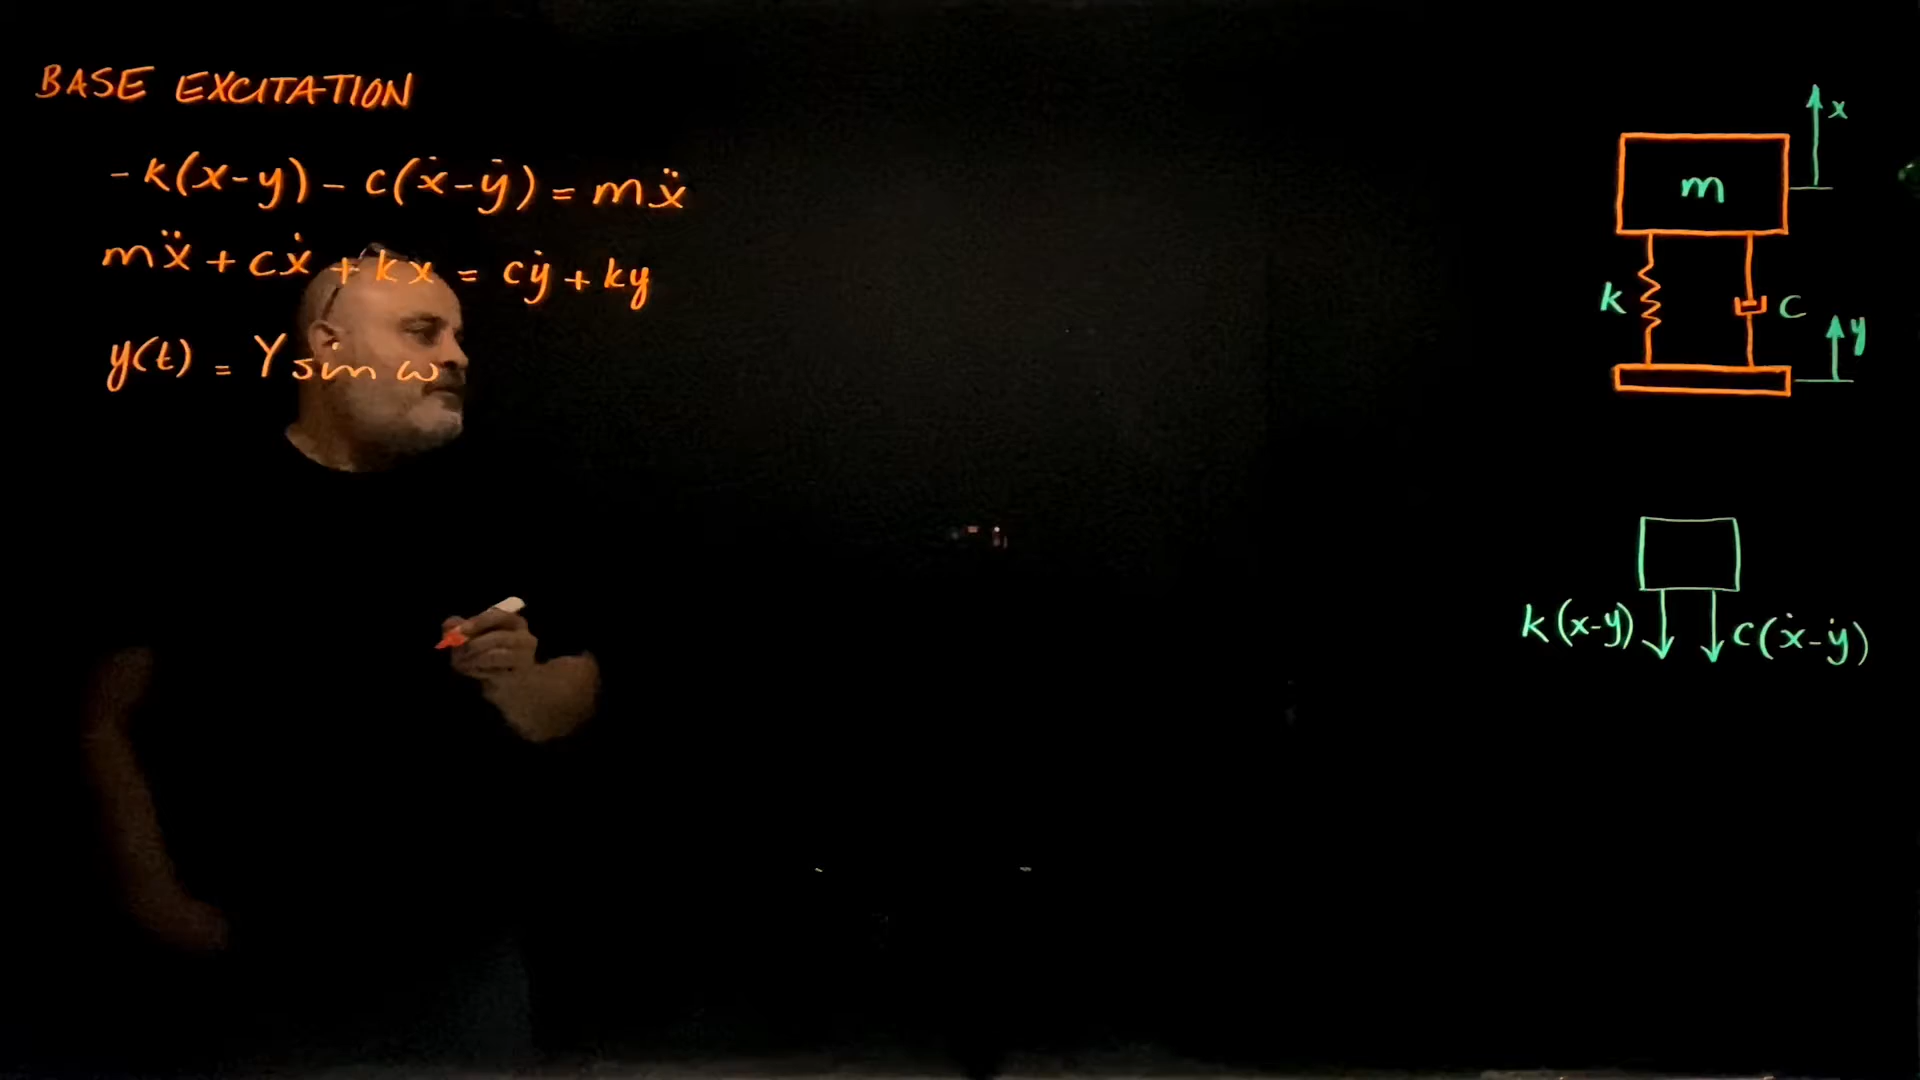 BASE EXCITATION
-k(x-y) - c(ẋ-ẏ) = mẍ
mẍ + cẋ + kx = cẏ + ky
y(t) = Y sin ω
x
m
k
c
y
k(x-y)
c(ẋ-ẏ)